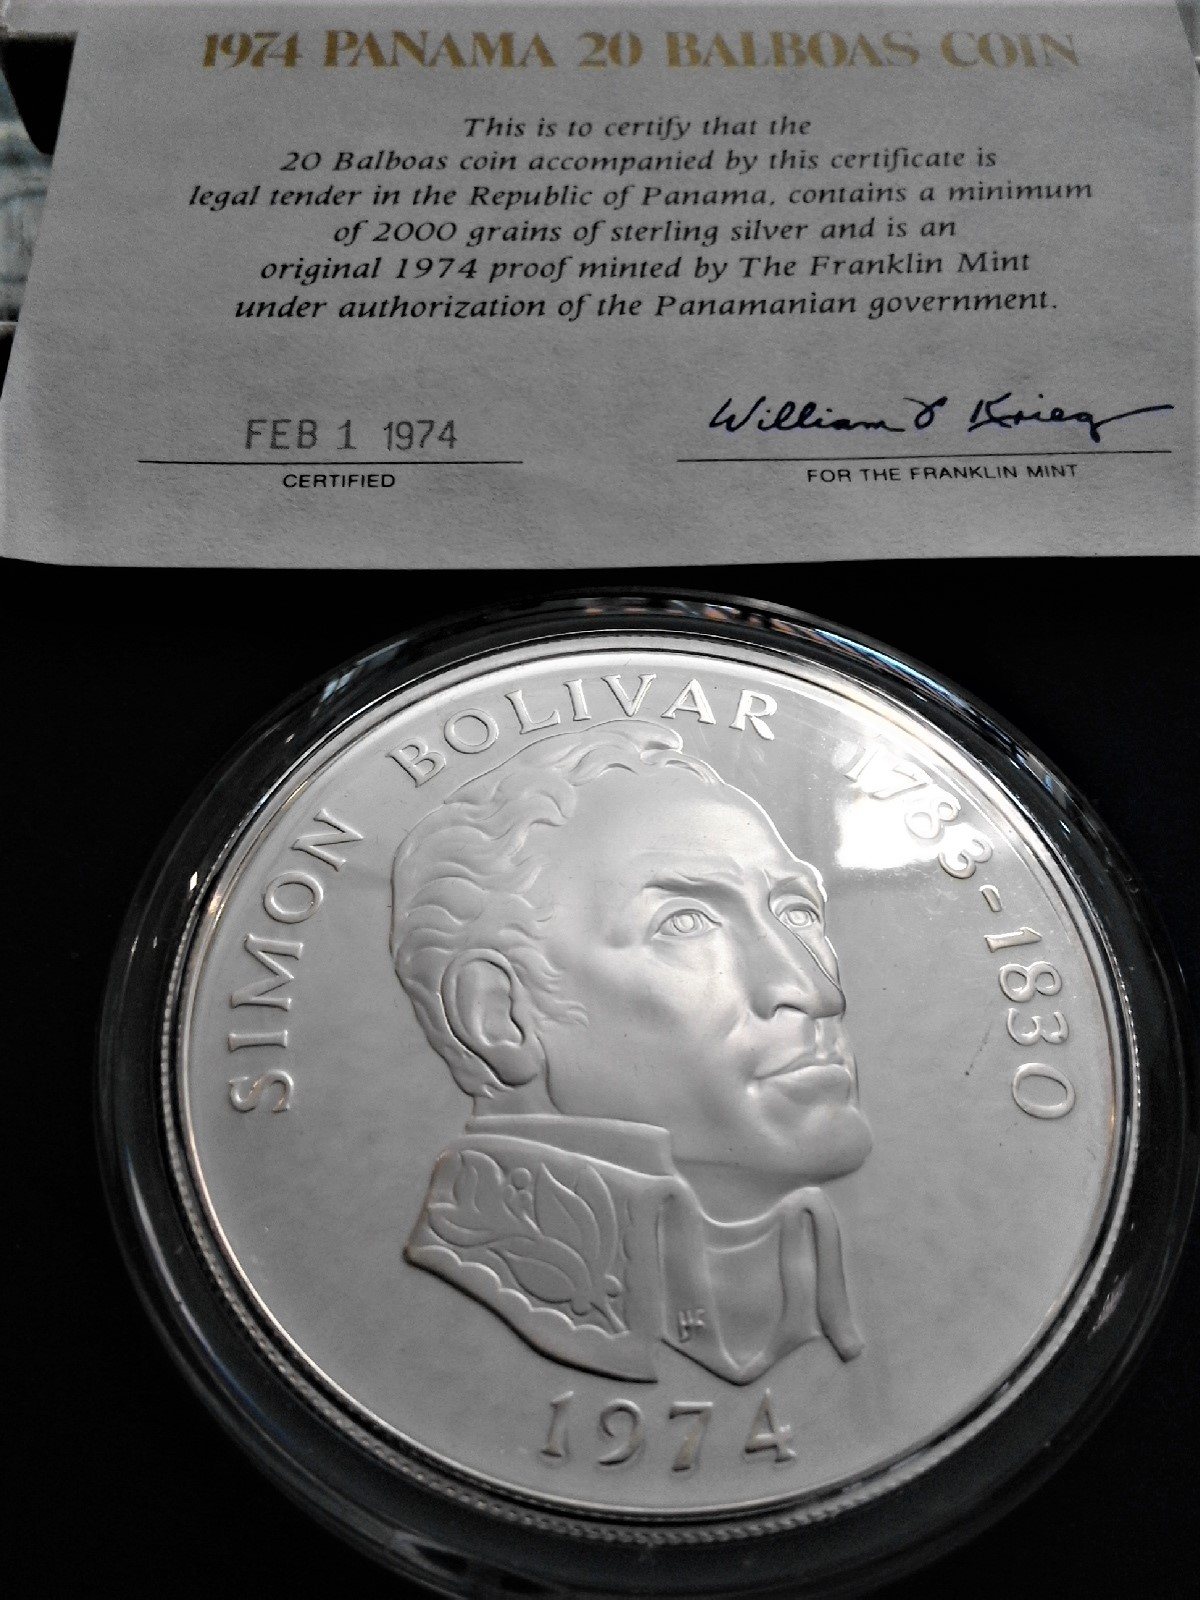 1974 PANAMA 20 BALBOAS COIN
This is to certify that the
20 Balboas coin accompanied by this certificate is
legal tender in the Republic of Panama, contains a minimum
of 2000 grains of sterling silver and is an
original 1974 proof minted by The Franklin Mint
under authorization of the Panamanian government.
FEB 1 1974
CERTIFIED
William J Krieg
FOR THE FRANKLIN MINT
SIMON BOLIVAR 1783-1830
1974